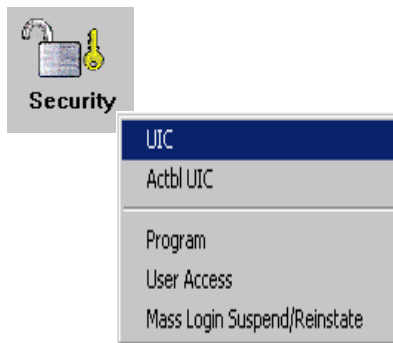 Security
UIC
Actbl UIC
Program
User Access
Mass Login Suspend/Reinstate